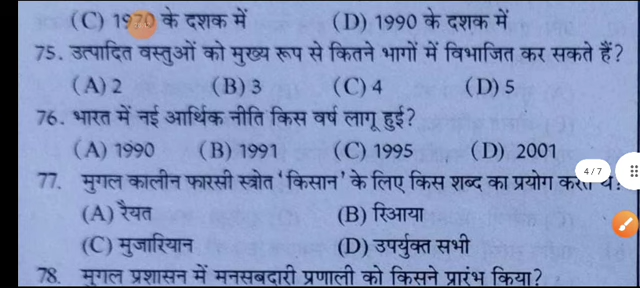 (C) 1970 के दशक में (D) 1990 के दशक में
75. उत्पादित वस्तुओं को मुख्य रूप से कितने भागों में विभाजित कर सकते हैं?
(A) 2 (B) 3 (C) 4 (D) 5
76. भारत में नई आर्थिक नीति किस वर्ष लागू हुई?
(A) 1990 (B) 1991 (C) 1995 (D) 2001
77. मुगल कालीन फारसी स्त्रोत 'किसान' के लिए किस शब्द का प्रयोग करते थे?
4/7
(A) रैयत (B) रिआया
(C) मुजारियान (D) उपर्युक्त सभी
78. मुगल प्रशासन में मनसबदारी प्रणाली को किसने प्रारंभ किया?